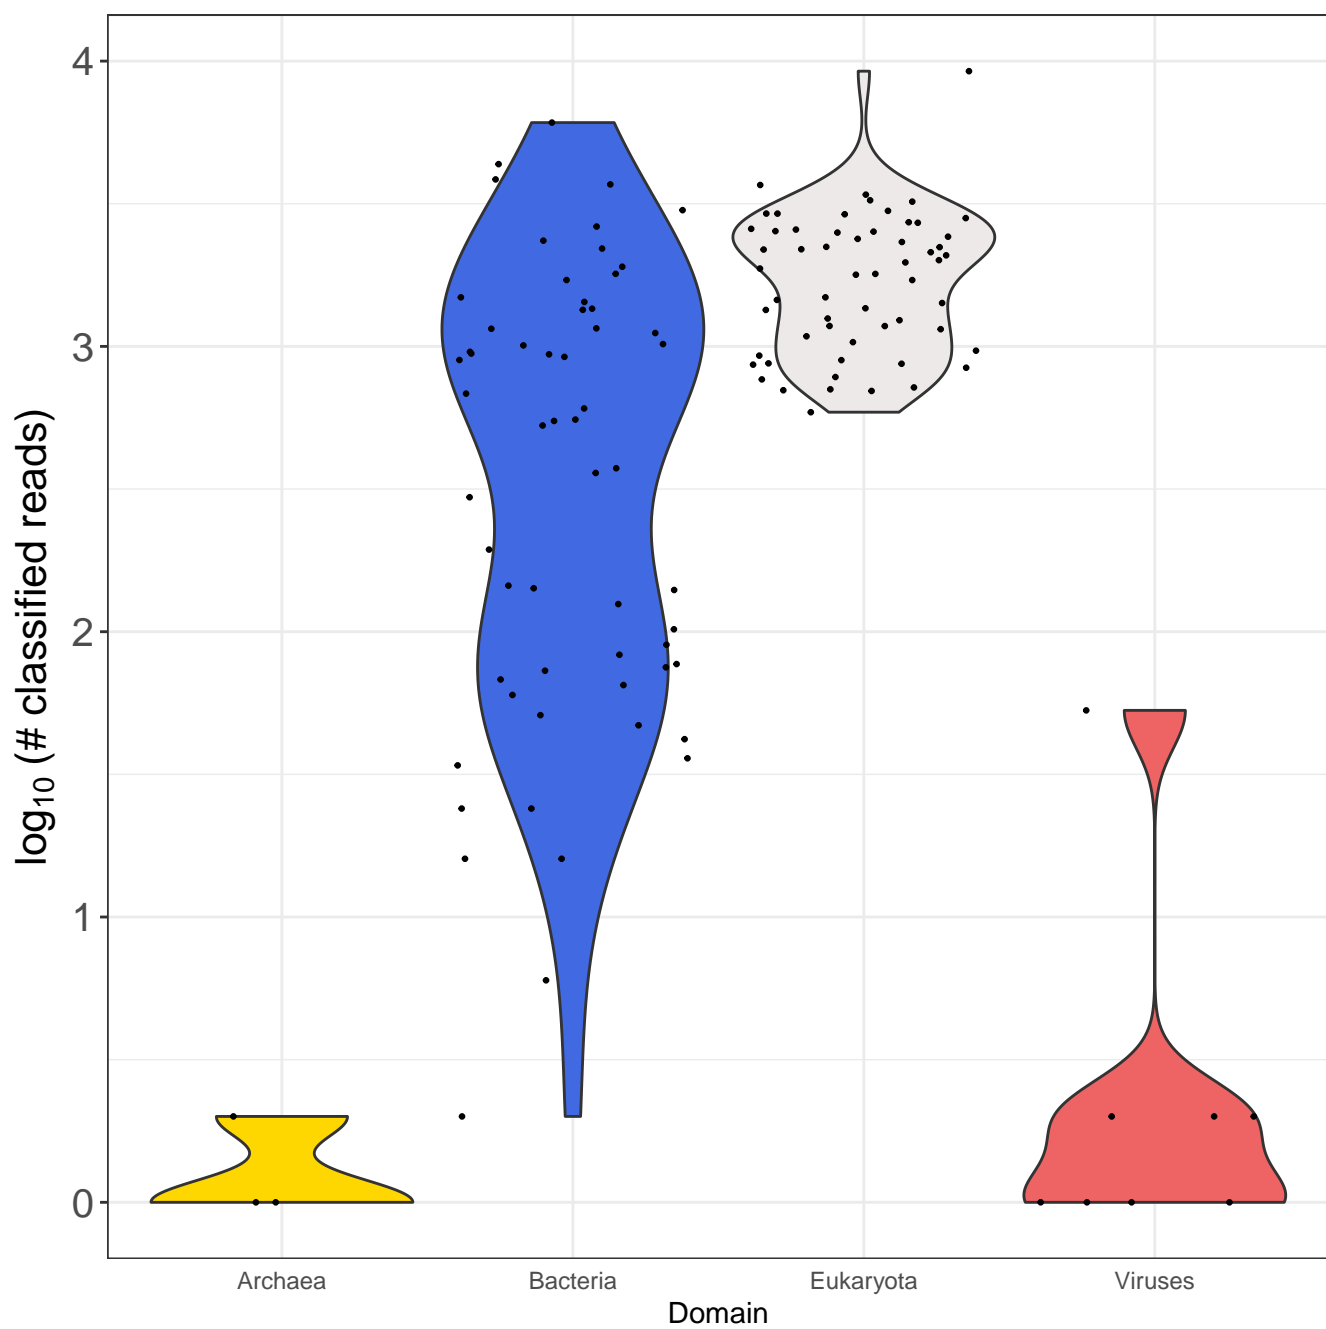 log₁₀ (# classified reads)
4
3
2
1
0
Archaea Bacteria Eukaryota Viruses
Domain